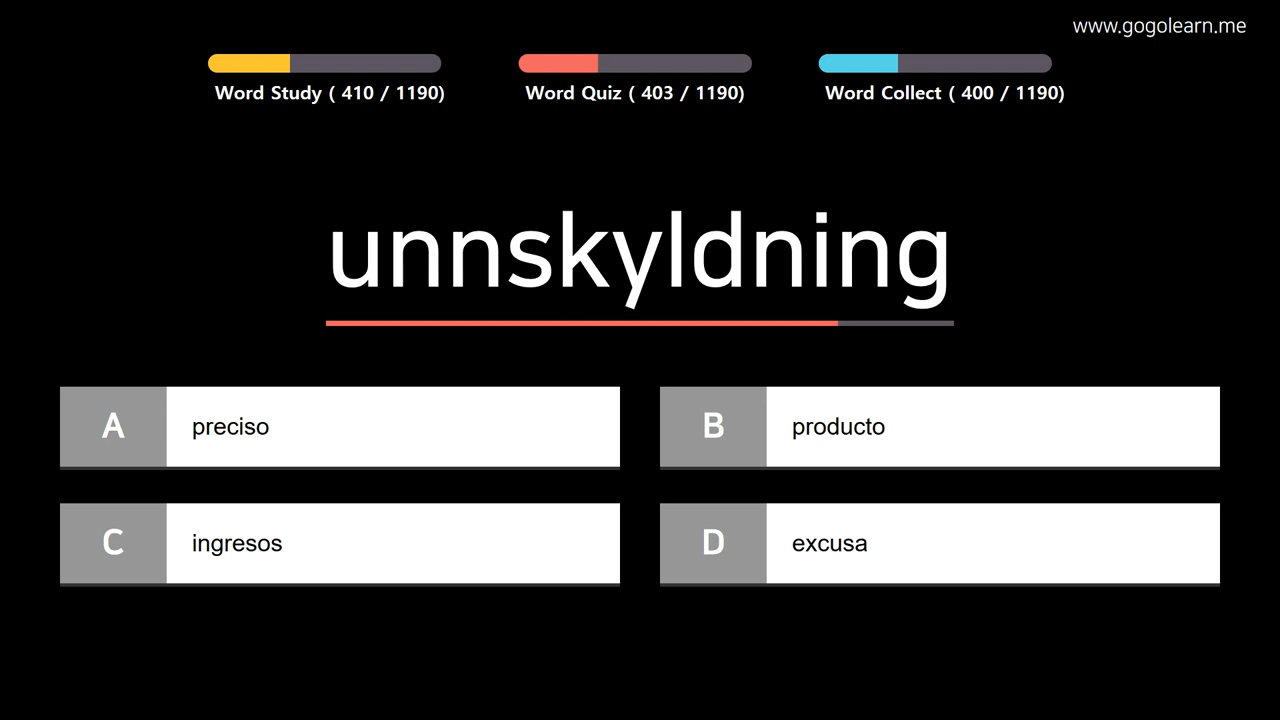 www.gogolearn.me
Word Study ( 410 / 1190)
Word Quiz ( 403 / 1190)
Word Collect ( 400 / 1190)
unnskyldning
A preciso
B producto
C ingresos
D excusa